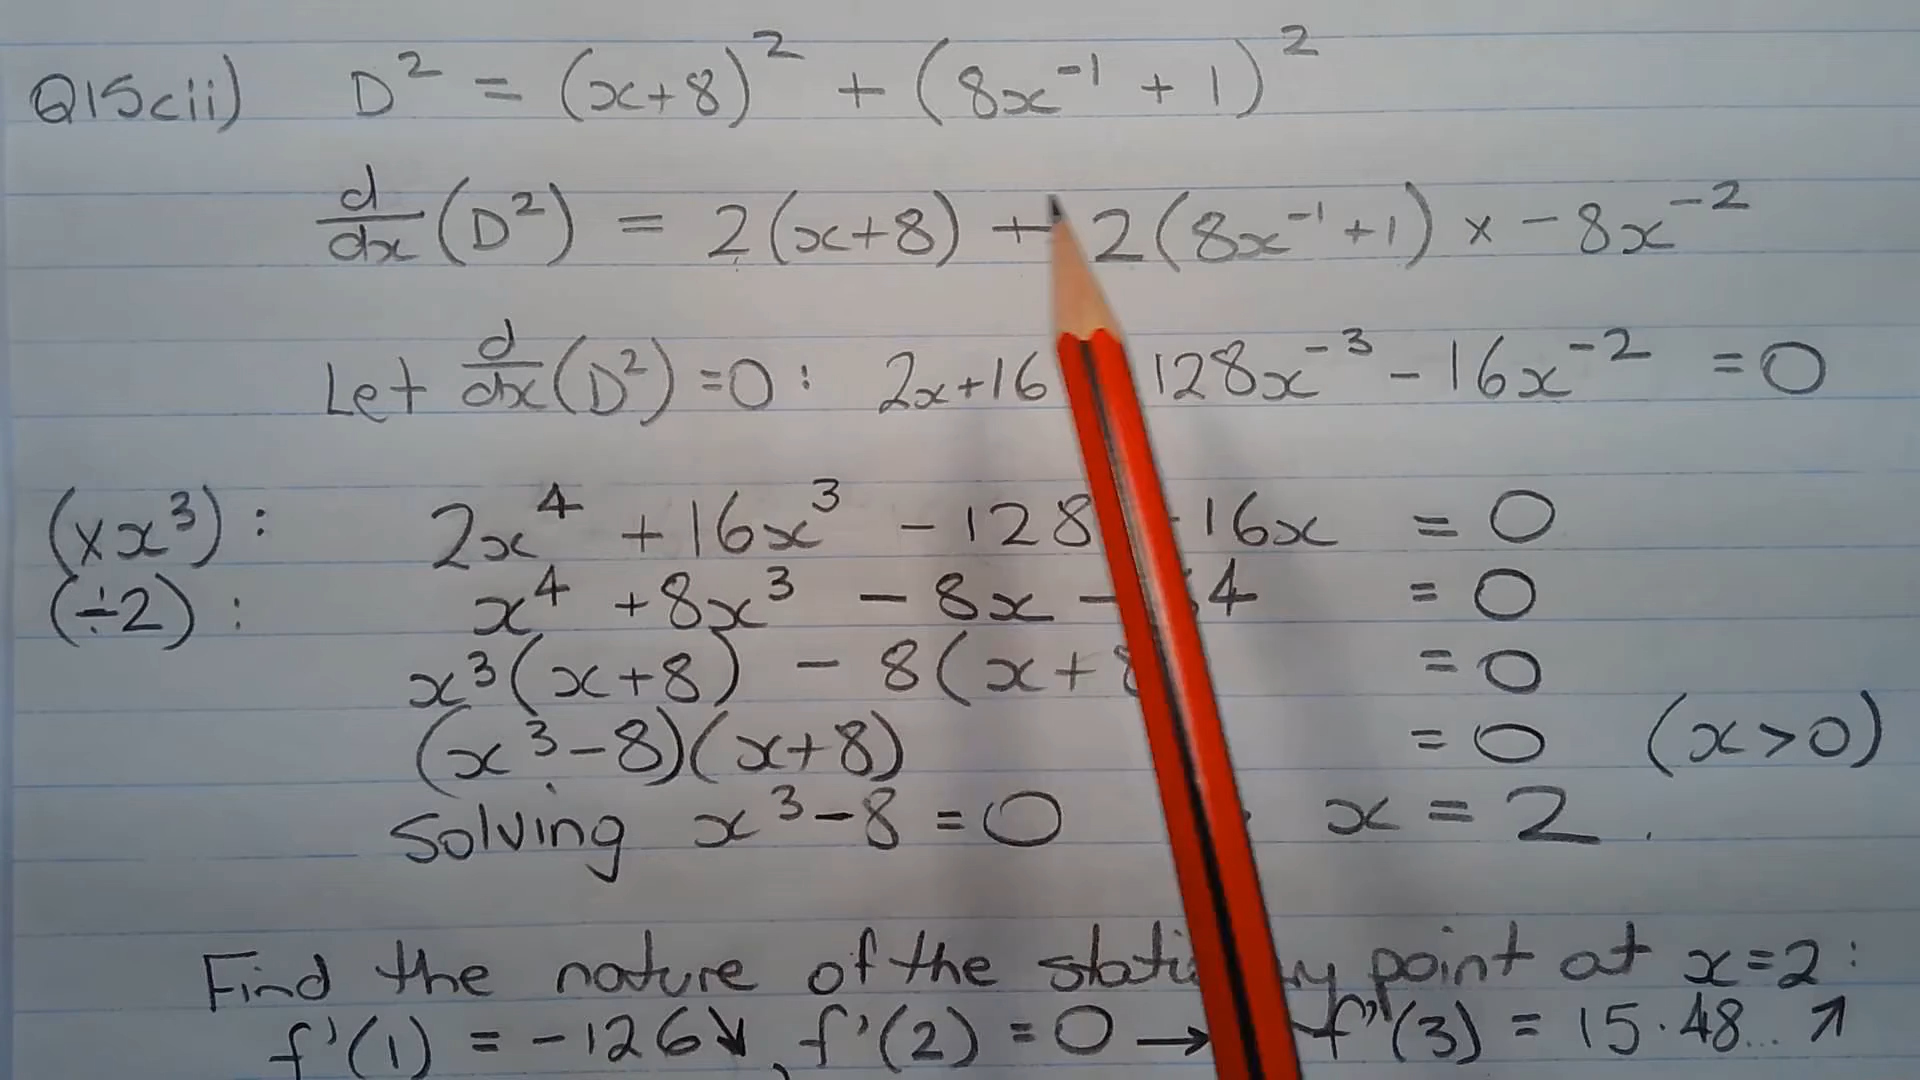 Q15cii) D² = (x+8)² + (8x⁻¹ + 1)²
d/dx (D²) = 2(x+8) + 2(8x⁻¹+1) × -8x⁻²
Let d/dx (D²) = 0 : 2x+16 128x⁻³ - 16x⁻² = 0
(×x³) : 2x⁴ + 16x³ - 128 -16x = 0
(÷2) : x⁴ + 8x³ - 8x - 4 = 0
x³(x+8) - 8(x+8 = 0
(x³-8)(x+8) = 0 (x>0)
Solving x³-8 = 0 x = 2.
Find the nature of the point at x=2:
f'(1) = -126↘, f'(2) = 0 → f'(3) = 15.48... ↗